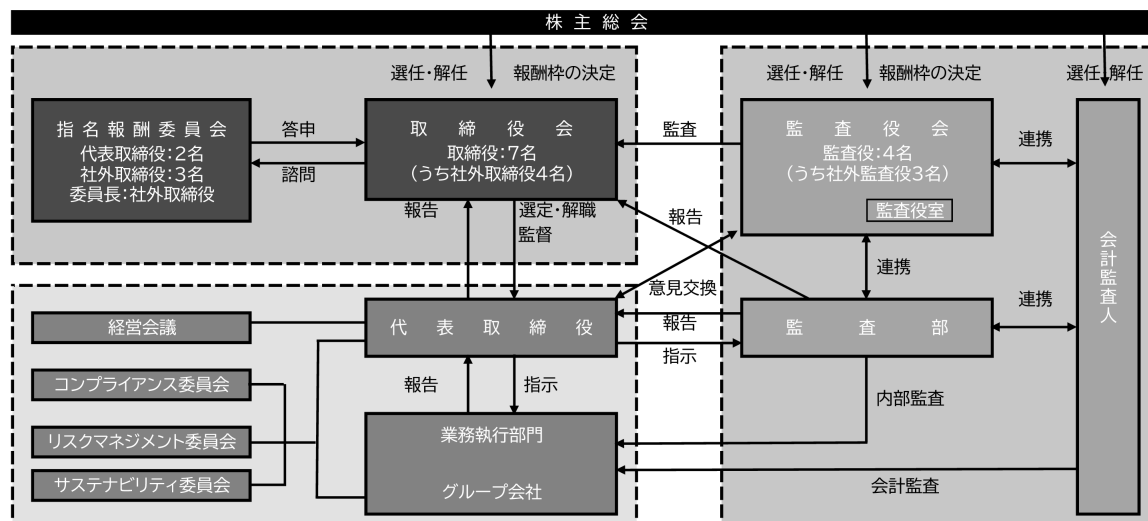 株主総会
選任・解任
報酬枠の決定
選任・解任
報酬枠の決定
選任・解任
指名報酬委員会
代表取締役：2名
社外取締役：3名
委員長：社外取締役
答申
諮問
取締役会
取締役：7名
（うち社外取締役4名）
監査
監査役会
監査役：4名
（うち社外監査役3名）
監査役室
連携
会計監査人
報告
選定・解職
監督
報告
意見交換
連携
経営会議
代表取締役
報告
指示
監査部
連携
コンプライアンス委員会
リスクマネジメント委員会
サステナビリティ委員会
報告
指示
業務執行部門
グループ会社
内部監査
会計監査